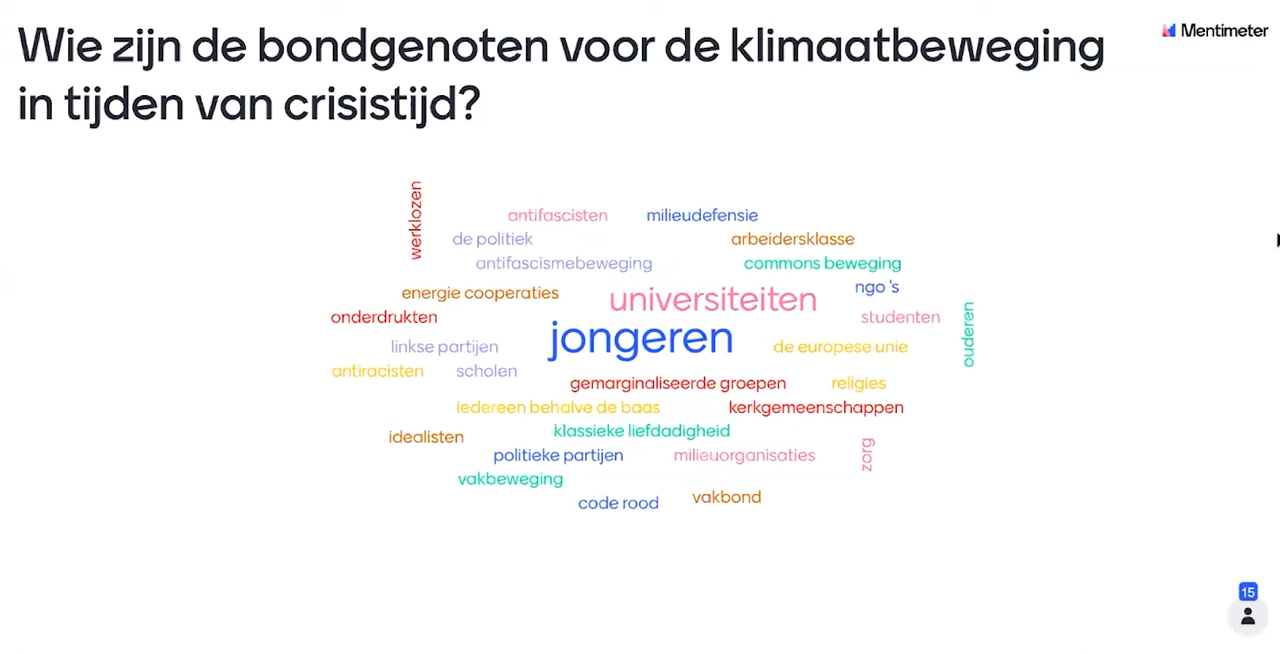 Wie zijn de bondgenoten voor de klimaatbeweging
in tijden van crisistijd?
Mentimeter
werklozen
antifascisten
milieudefensie
de politiek
arbeidersklasse
antifascismebeweging
commons beweging
energie cooperaties
universiteiten
ngo 's
onderdrukten
jongeren
studenten
ouderen
linkse partijen
de europese unie
antiracisten
scholen
gemarginaliseerde groepen
religies
iedereen behalve de baas
kerkgemeenschappen
idealisten
klassieke liefdadigheid
politieke partijen
milieuorganisaties
zorg
vakbeweging
code rood
vakbond
15